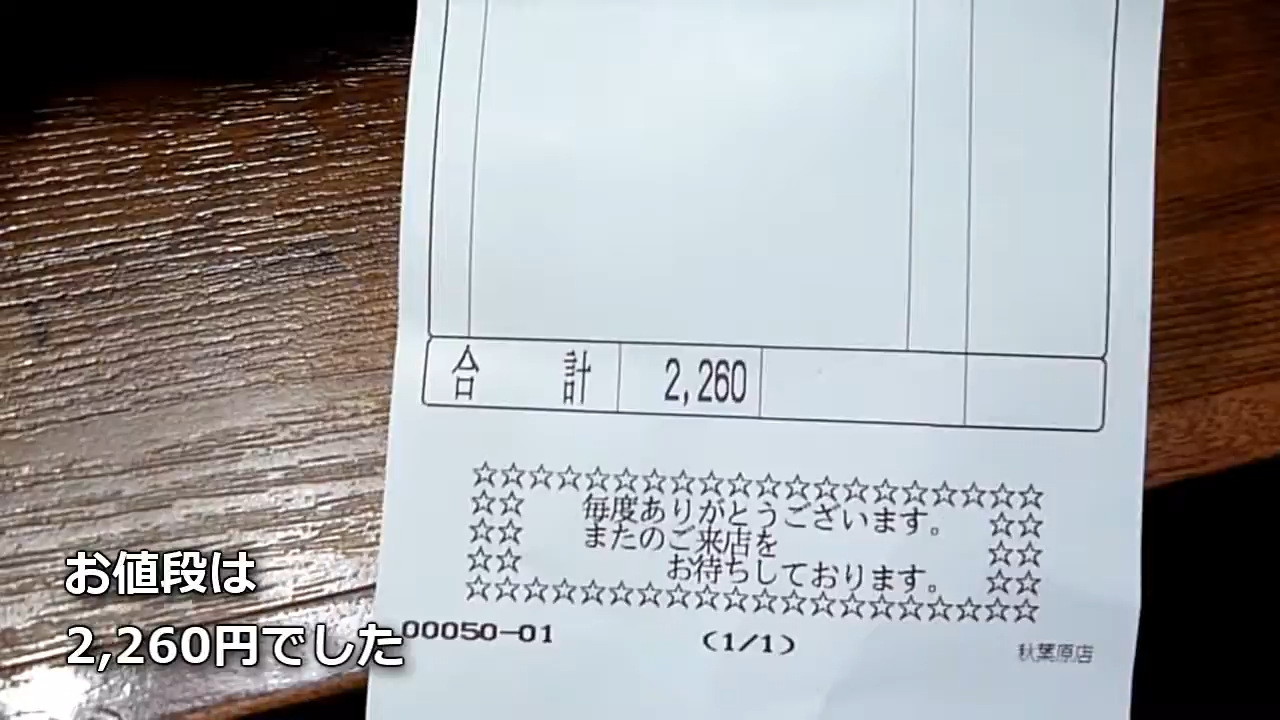 合計 2,260
☆☆☆☆☆☆☆☆☆☆☆☆☆☆☆☆☆☆☆☆
☆☆ 毎度ありがとうございます。 ☆☆
☆☆ またのご来店を ☆☆
☆☆ お待ちしております。 ☆☆
☆☆☆☆☆☆☆☆☆☆☆☆☆☆☆☆☆☆☆☆
00050-01 (1/1) 秋葉原店
お値段は
2,260円でした